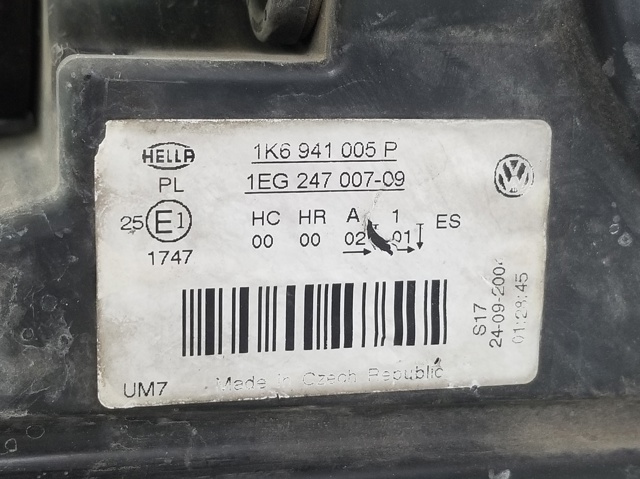 HELLA
1K6 941 005 P
PL
1EG 247 007-09
25 E1
HC HR A 1 ES
00 00 02 01
1747
S17
24-09-200
01:28:45
UM7
Made in Czech Republic